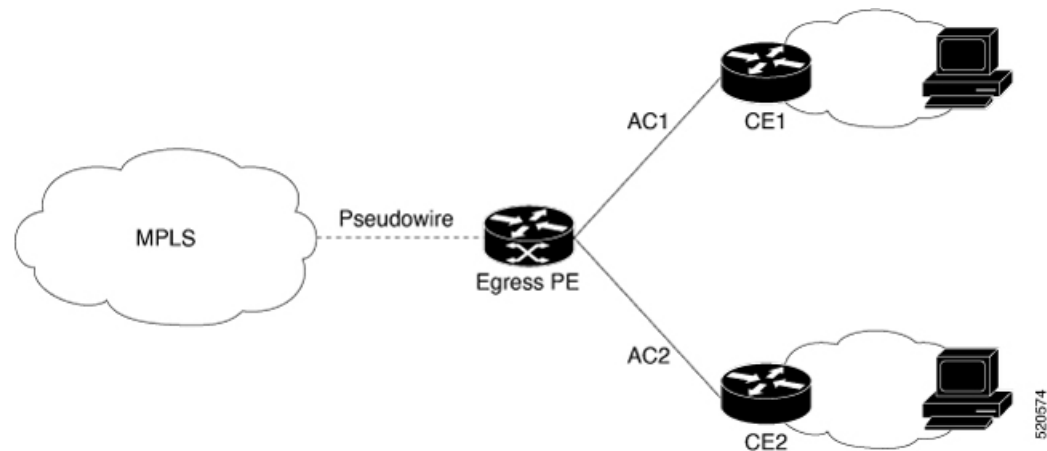 AC1
CE1
MPLS
Pseudowire
Egress PE
AC2
CE2
520574